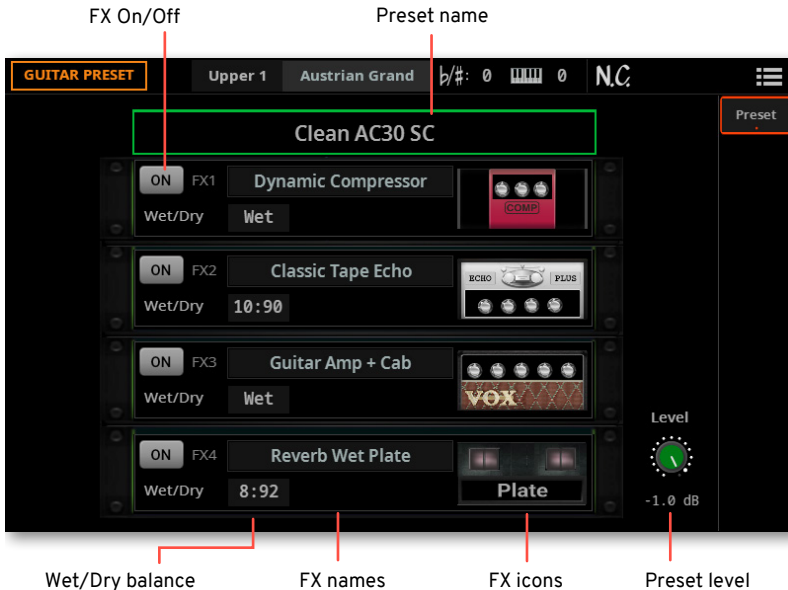 FX On/Off Preset name
GUITAR PRESET Upper 1 Austrian Grand ♭/#: 0 0 N.C.
Preset
Clean AC30 SC
ON FX1 Dynamic Compressor
COMP
Wet/Dry Wet
ON FX2 Classic Tape Echo
ECHO PLUS
Wet/Dry 10:90
ON FX3 Guitar Amp + Cab
Wet/Dry Wet
VOX
Level
ON FX4 Reverb Wet Plate
Wet/Dry 8:92
Plate
-1.0 dB
Wet/Dry balance FX names FX icons Preset level